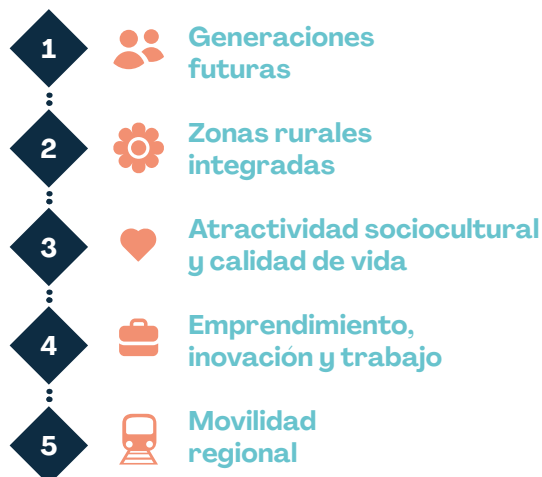 1
Generaciones
futuras
2
Zonas rurales
integradas
3
Atractividad sociocultural
y calidad de vida
4
Emprendimiento,
inovación y trabajo
5
Movilidad
regional